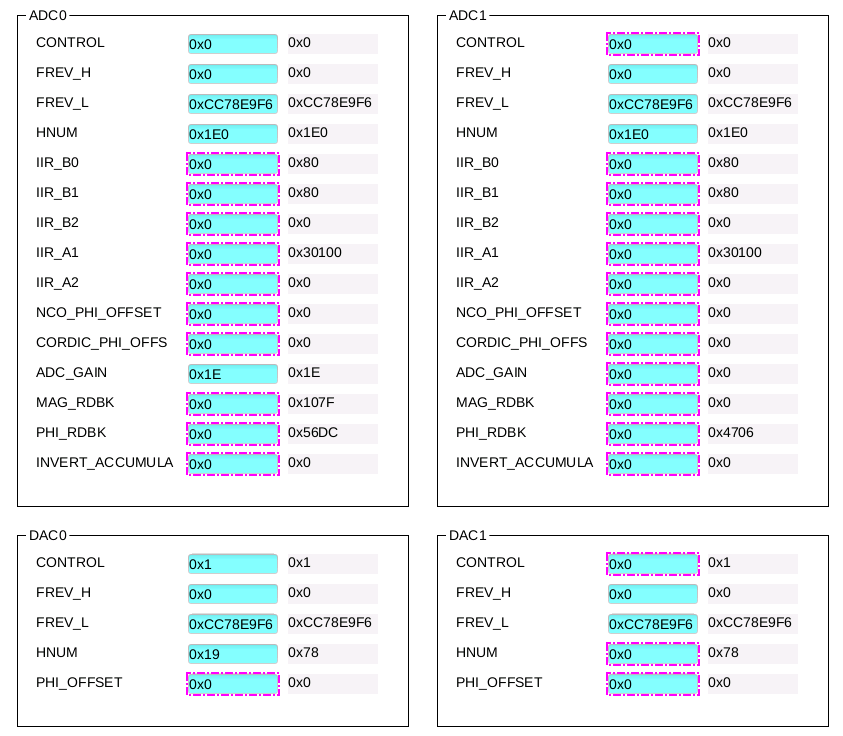 ADC0
CONTROL 0x0 0x0
FREV_H 0x0 0x0
FREV_L 0xCC78E9F6 0xCC78E9F6
HNUM 0x1E0 0x1E0
IIR_B0 0x0 0x80
IIR_B1 0x0 0x80
IIR_B2 0x0 0x0
IIR_A1 0x0 0x30100
IIR_A2 0x0 0x0
NCO_PHI_OFFSET 0x0 0x0
CORDIC_PHI_OFFS 0x0 0x0
ADC_GAIN 0x1E 0x1E
MAG_RDBK 0x0 0x107F
PHI_RDBK 0x0 0x56DC
INVERT_ACCUMULA 0x0 0x0
ADC1
CONTROL 0x0 0x0
FREV_H 0x0 0x0
FREV_L 0xCC78E9F6 0xCC78E9F6
HNUM 0x1E0 0x1E0
IIR_B0 0x0 0x80
IIR_B1 0x0 0x80
IIR_B2 0x0 0x0
IIR_A1 0x0 0x30100
IIR_A2 0x0 0x0
NCO_PHI_OFFSET 0x0 0x0
CORDIC_PHI_OFFS 0x0 0x0
ADC_GAIN 0x0 0x0
MAG_RDBK 0x0 0x0
PHI_RDBK 0x0 0x4706
INVERT_ACCUMULA 0x0 0x0
DAC0
CONTROL 0x1 0x1
FREV_H 0x0 0x0
FREV_L 0xCC78E9F6 0xCC78E9F6
HNUM 0x19 0x78
PHI_OFFSET 0x0 0x0
DAC1
CONTROL 0x0 0x1
FREV_H 0x0 0x0
FREV_L 0xCC78E9F6 0xCC78E9F6
HNUM 0x0 0x78
PHI_OFFSET 0x0 0x0